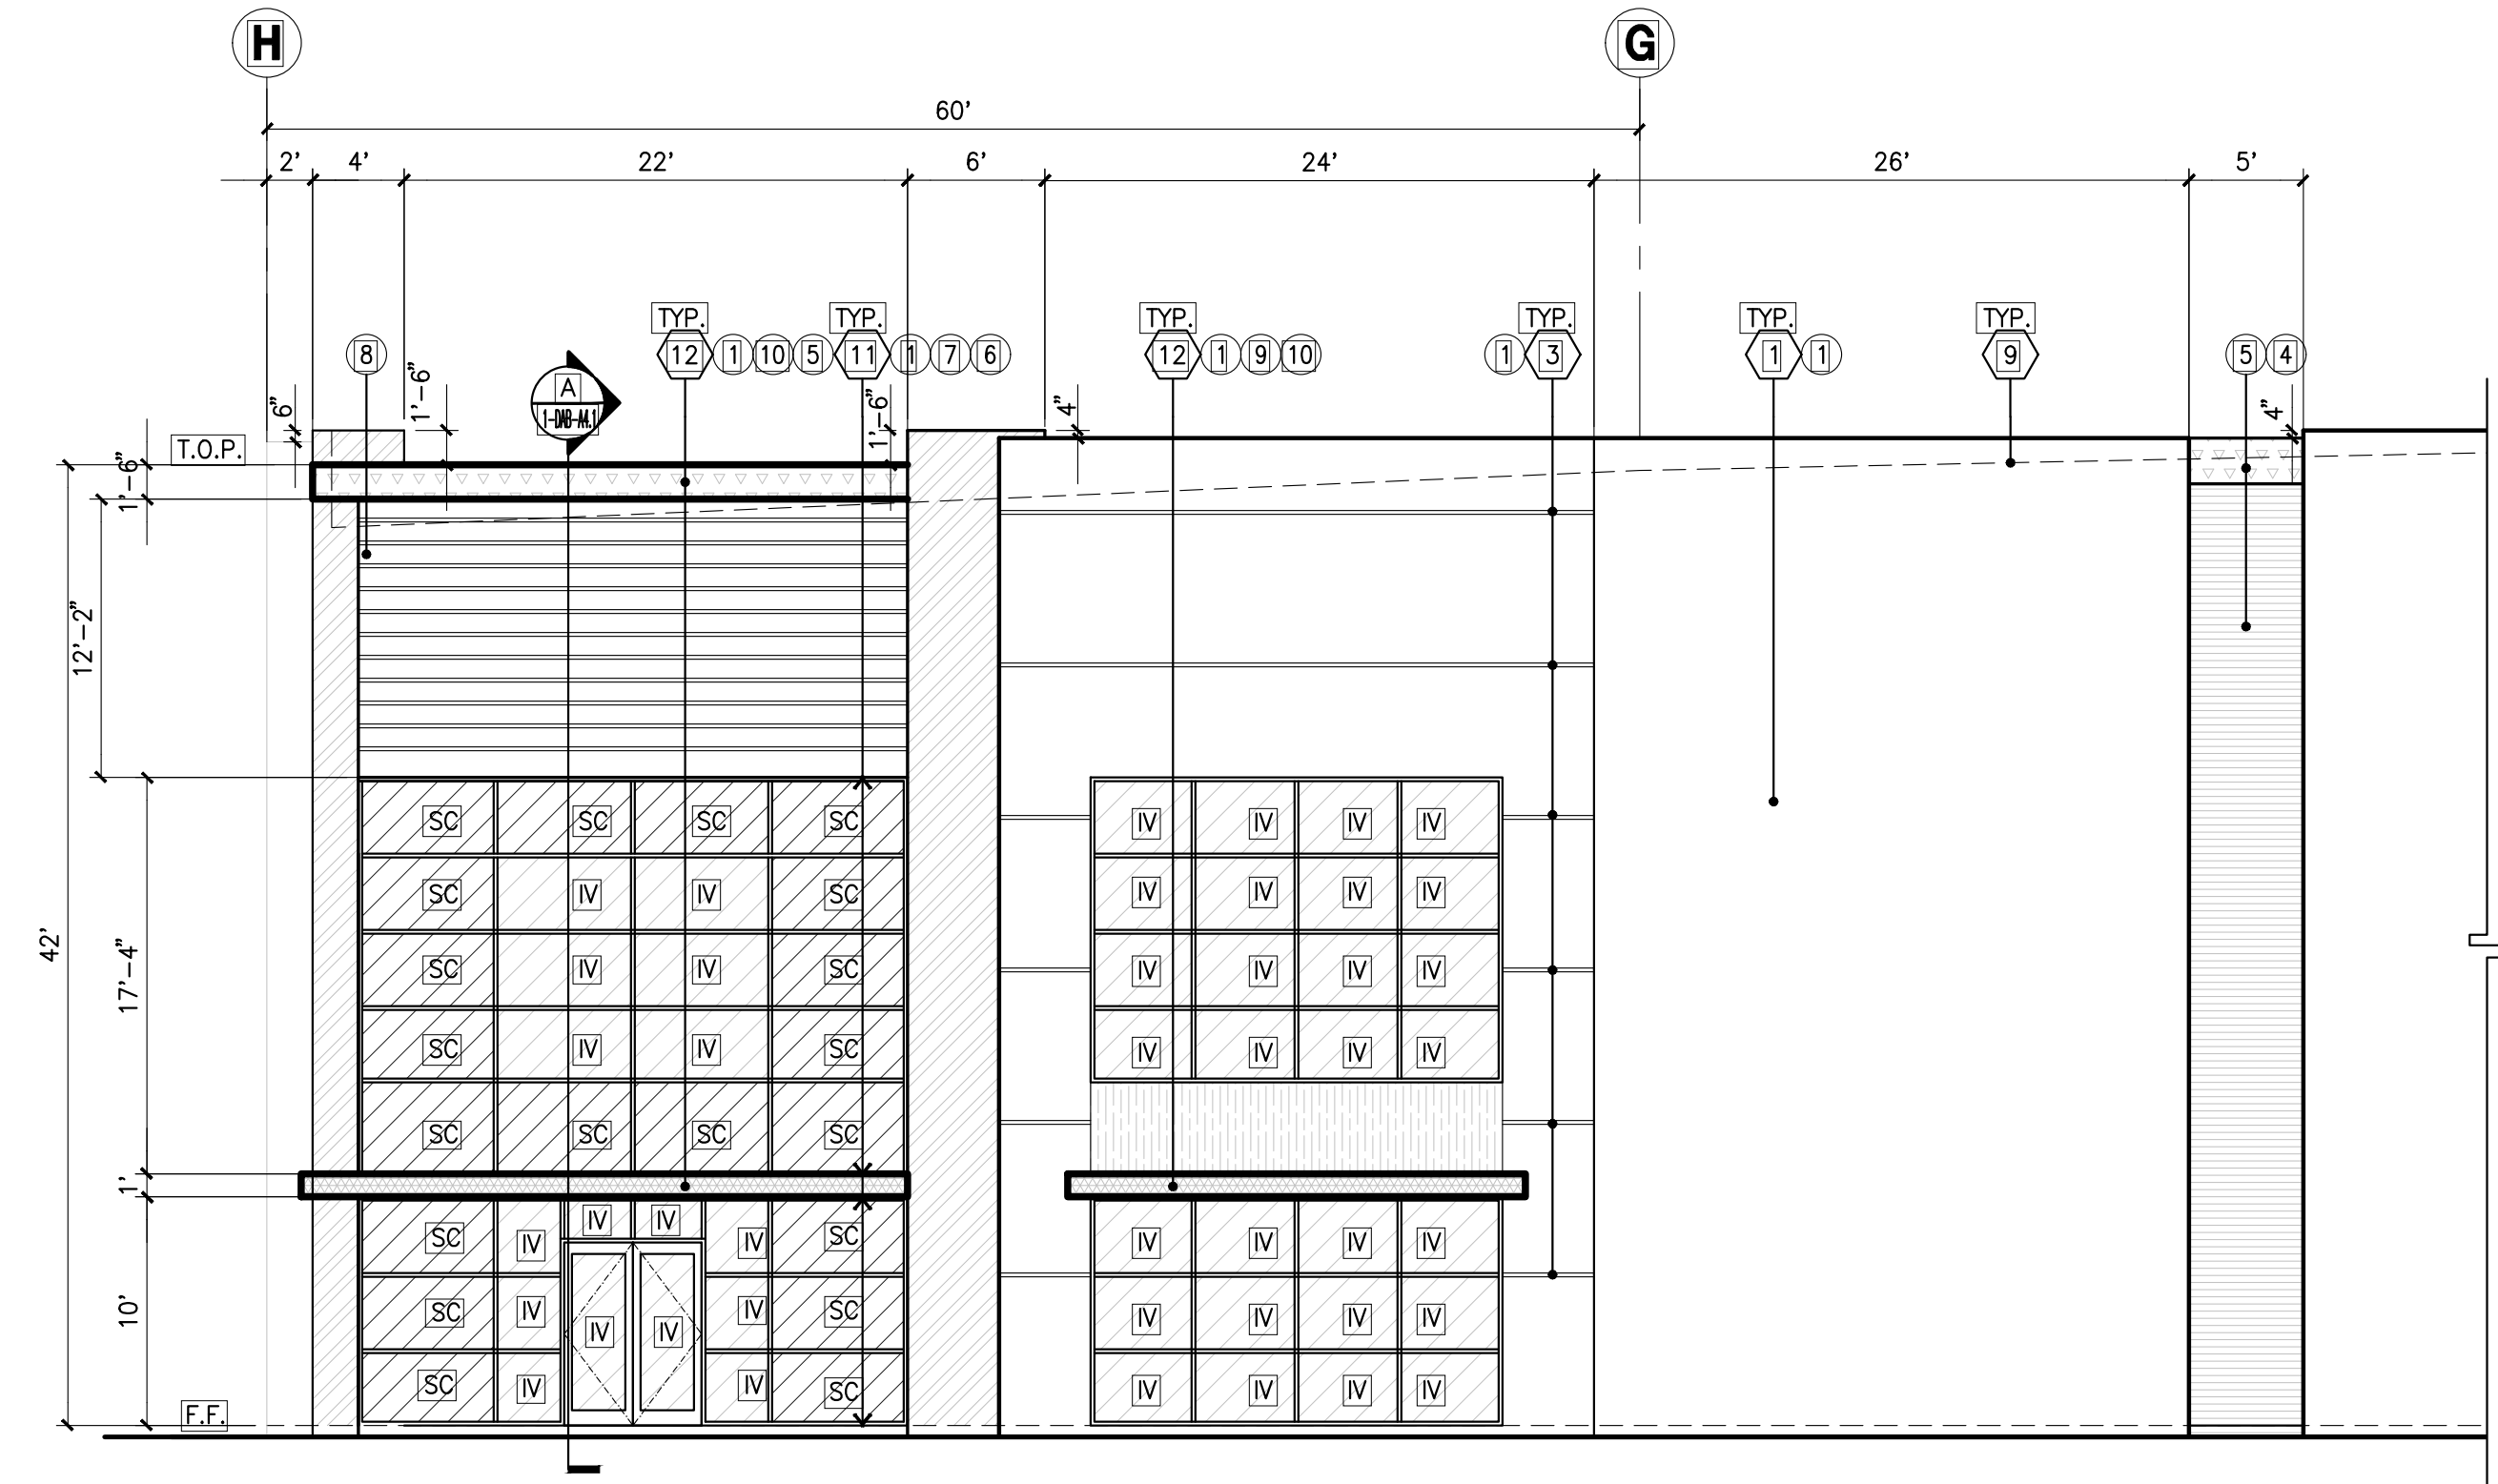 H G
60’
2’ 4’ 22’ 6’ 24’ 26’ 5’
TYP. TYP. TYP. TYP. TYP. TYP.
8 12 1 10 5 11 1 7 6 12 1 9 10 1 3 1 1 9 5 4
A
1-DAB-A4.1
6” 1’-6” 1’-6” 4” 4”
T.O.P.
1’-6”
12’-2”
42’
17’-4”
1’
10’
SC SC SC SC IV IV IV IV
SC IV IV SC IV IV IV IV
SC IV IV SC IV IV IV IV
SC IV IV SC IV IV IV IV
SC SC SC SC
SC IV IV IV IV SC IV IV IV IV
SC IV IV IV IV SC IV IV IV IV
SC IV IV SC IV IV IV IV
F.F.